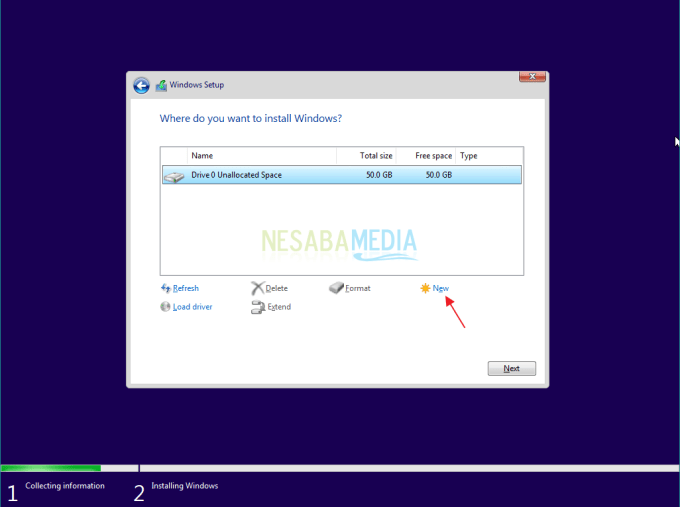 Windows Setup
Where do you want to install Windows?
Name Total size Free space Type
Drive 0 Unallocated Space 50.0 GB 50.0 GB
NESABAMEDIA
Refresh Delete Format New
Load driver Extend
Next
1 Collecting information 2 Installing Windows